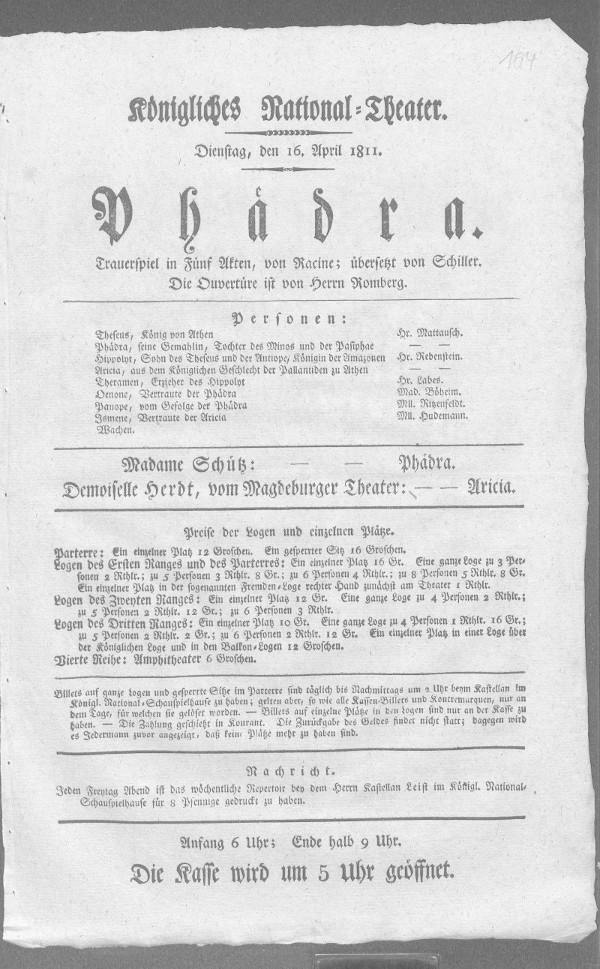 164
Königliches National-Theater.
Dienstag, den 16. April 1811.
Phädra.
Trauerspiel in Fünf Akten, von Racine; übersetzt von Schiller.
Die Ouvertüre ist von Herrn Romberg.
Personen:
Theseus, König von Athen Hr. Mattausch.
Phädra, seine Gemahlin, Tochter des Minos und der Pasiphae — —
Hippolyt, Sohn des Theseus und der Antiope, Königin der Amazonen Hr. Redenstein.
Aricia, aus dem Königlichen Geschlecht der Pallantiden zu Athen — —
Theramen, Erzieher des Hippolyt Hr. Labes.
Oenone, Vertraute der Phädra Mad. Böheim.
Panope, vom Gefolge der Phädra Mll. Ritzenfeldt.
Ismene, Vertraute der Aricia Mll. Hudemann.
Wachen.
Madame Schütz: — — Phädra.
Demoiselle Herdt, vom Magdeburger Theater: — — Aricia.
Preise der Logen und einzelnen Plätze.
Parterre: Ein einzelner Platz 12 Groschen. Ein gesperrter Sitz 16 Groschen.
Logen des Ersten Ranges und des Parterres: Ein einzelner Platz 16 Gr. Eine ganze Loge zu 3 Per-
sonen 2 Rthlr.; zu 5 Personen 3 Rthlr. 8 Gr.; zu 6 Personen 4 Rthlr.; zu 8 Personen 5 Rthlr. 8 Gr.
Ein einzelner Platz in der sogenannten Fremden-Loge rechter Hand zunächst am Theater 1 Rthlr.
Logen des Zweyten Ranges: Ein einzelner Platz 12 Gr. Eine ganze Loge zu 4 Personen 2 Rthlr.;
zu 5 Personen 2 Rthlr. 12 Gr.; zu 6 Personen 3 Rthlr.
Logen des Dritten Ranges: Ein einzelner Platz 10 Gr. Eine ganze Loge zu 4 Personen 1 Rthlr. 16 Gr.;
zu 5 Personen 2 Rthlr. 2 Gr.; zu 6 Personen 2 Rthlr. 12 Gr. Ein einzelner Platz in einer Loge über
der Königlichen Loge und in den Balkon-Logen 12 Groschen.
Vierte Reihe: Amphitheater 6 Groschen.
Billets auf ganze Logen und gesperrte Sitze im Parterre sind täglich bis Nachmittags um 2 Uhr beym Kastellan im
Königl. National-Schauspielhause zu haben; gelten aber, so wie alle Kassen-Billets und Kontremarquen, nur an
dem Tage, für welchen sie gelöset worden. — Billets auf einzelne Plätze in den Logen sind nur an der Kasse zu
haben. — Die Zahlung geschieht in Kourant. Die Zurückgabe des Geldes findet nicht statt; dagegen wird
es Jedermann zuvor angezeigt, daß keine Plätze mehr zu haben sind.
Nachricht.
Jeden Freytag Abend ist das wöchentliche Repertoir bey dem Herrn Kastellan Leist im Königl. National-
Schauspielhause für 8 Pfennige gedruckt zu haben.
Anfang 6 Uhr; Ende halb 9 Uhr.
Die Kasse wird um 5 Uhr geöffnet.